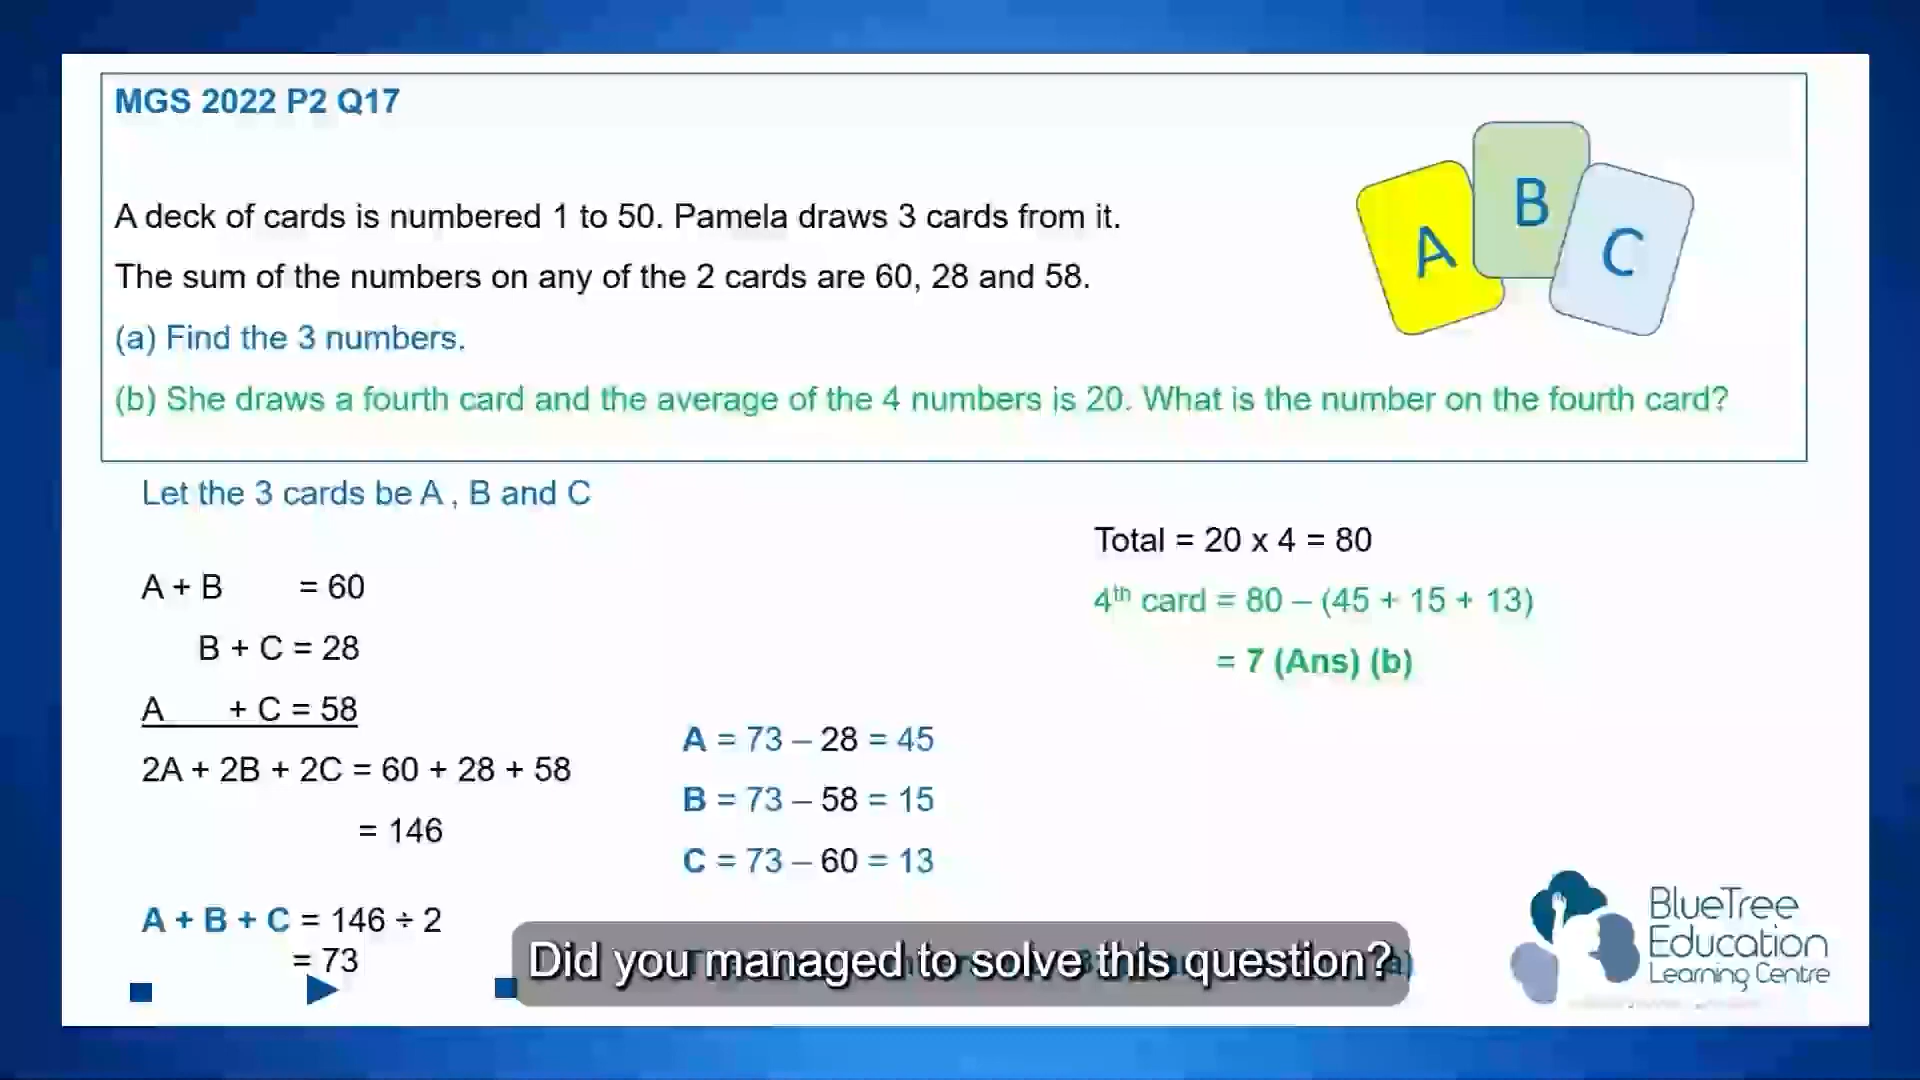 MGS 2022 P2 Q17
A deck of cards is numbered 1 to 50. Pamela draws 3 cards from it.
The sum of the numbers on any of the 2 cards are 60, 28 and 58.
(a) Find the 3 numbers.
(b) She draws a fourth card and the average of the 4 numbers is 20. What is the number on the fourth card?
A
B
C
Let the 3 cards be A , B and C
A + B = 60
B + C = 28
A + C = 58
2A + 2B + 2C = 60 + 28 + 58
= 146
A + B + C = 146 ÷ 2
= 73
A = 73 – 28 = 45
B = 73 – 58 = 15
C = 73 – 60 = 13
Total = 20 x 4 = 80
4th card = 80 – (45 + 15 + 13)
= 7 (Ans) (b)
Did you managed to solve this question?
BlueTree
Education
Learning Centre